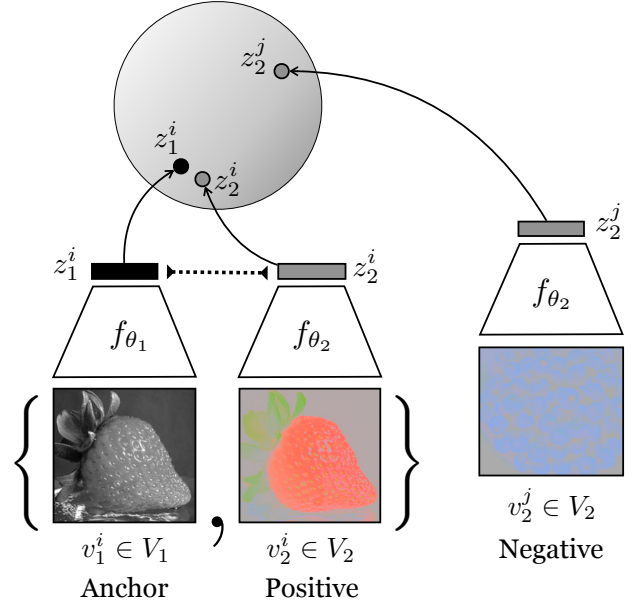 z_2^j
z_1^i
z_2^i
z_1^i
z_2^i
z_2^j
f_{θ_1}
f_{θ_2}
f_{θ_2}
{ , }
v_1^i ∈ V_1
v_2^i ∈ V_2
v_2^j ∈ V_2
Anchor
Positive
Negative